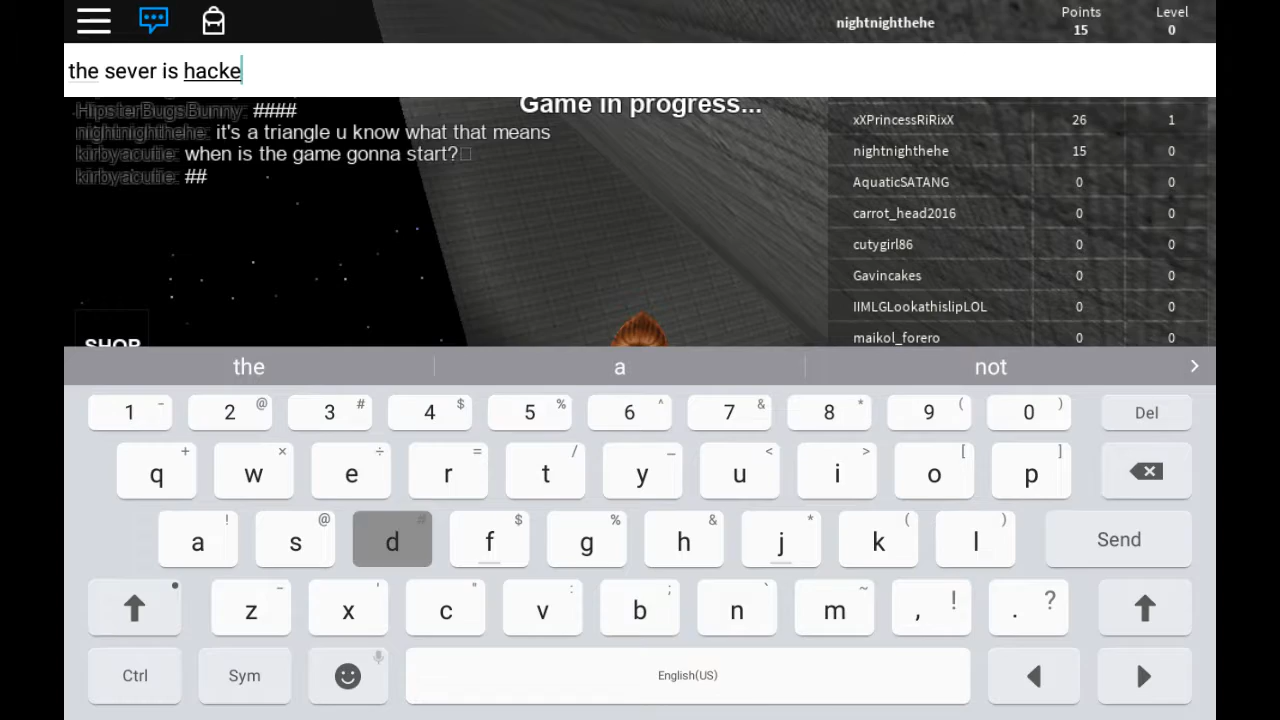 nightnighthehe
Points
15
Level
0
the sever is hacke
HipsterBugsBunny: ####
nightnighthehe: it's a triangle u know what that means
kirbyacutie: when is the game gonna start?
kirbyacutie: ##
Game in progress...
xXPrincessRiRixX 26 1
nightnighthehe 15 0
AquaticSATANG 0 0
carrot_head2016 0 0
cutygirl86 0 0
Gavincakes 0 0
IIMLGLookathislipLOL 0 0
maikol_forero 0 0
SHOP
the a not >
1 - 2 @ 3 # 4 $ 5 % 6 ^ 7 & 8 * 9 ( 0 ) Del
q + w × e ÷ r = t / y _ u < i > o [ p ]
a ! s @ d # f $ g % h & j * k ( l ) Send
z - x ' c " v : b ; n ` m ~ , ! . ?
Ctrl Sym English(US)